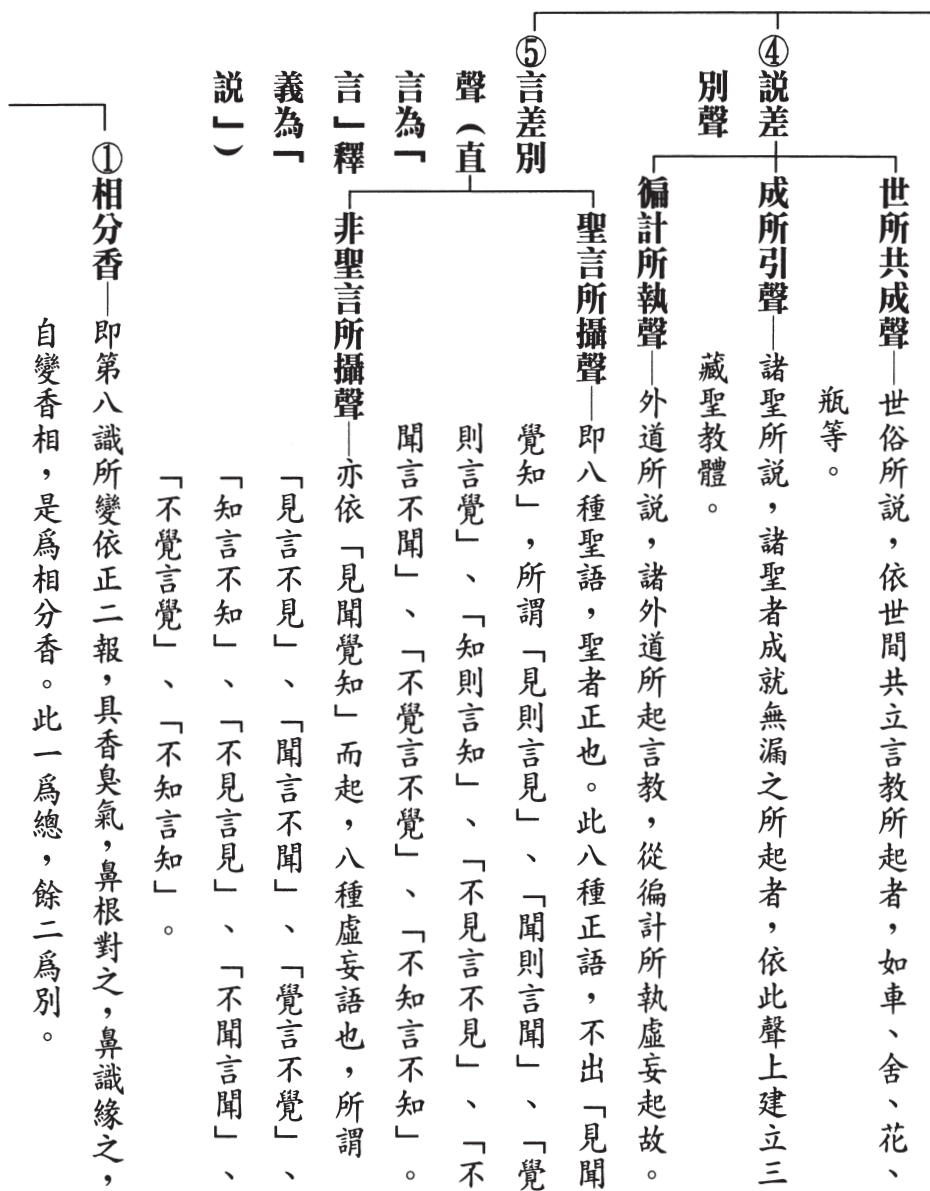 ④說差
別聲
世所共成聲—世俗所說，依世間共立言教所起者，如車、舍、花、
瓶等。
成所引聲—諸聖所說，諸聖者成就無漏之所起者，依此聲上建立三
藏聖教體。
徧計所執聲—外道所說，諸外道所起言教，從徧計所執虛妄起故。
⑤言差別
聲（直
言為「
言」釋
義為「
說」）
聖言所攝聲—即八種聖語，聖者正也。此八種正語，不出「見聞
覺知」，所謂「見則言見」、「聞則言聞」、「覺
則言覺」、「知則言知」、「不見言不見」、「不
聞言不聞」、「不覺言不覺」、「不知言不知」。
非聖言所攝聲—亦依「見聞覺知」而起，八種虛妄語也，所謂
「見言不見」、「聞言不聞」、「覺言不覺」、
「知言不知」、「不見言見」、「不聞言聞」、
「不覺言覺」、「不知言知」。
①相分香—即第八識所變依正二報，具香臭氣，鼻根對之，鼻識緣之，
自變香相，是爲相分香。此一爲總，餘二爲別。